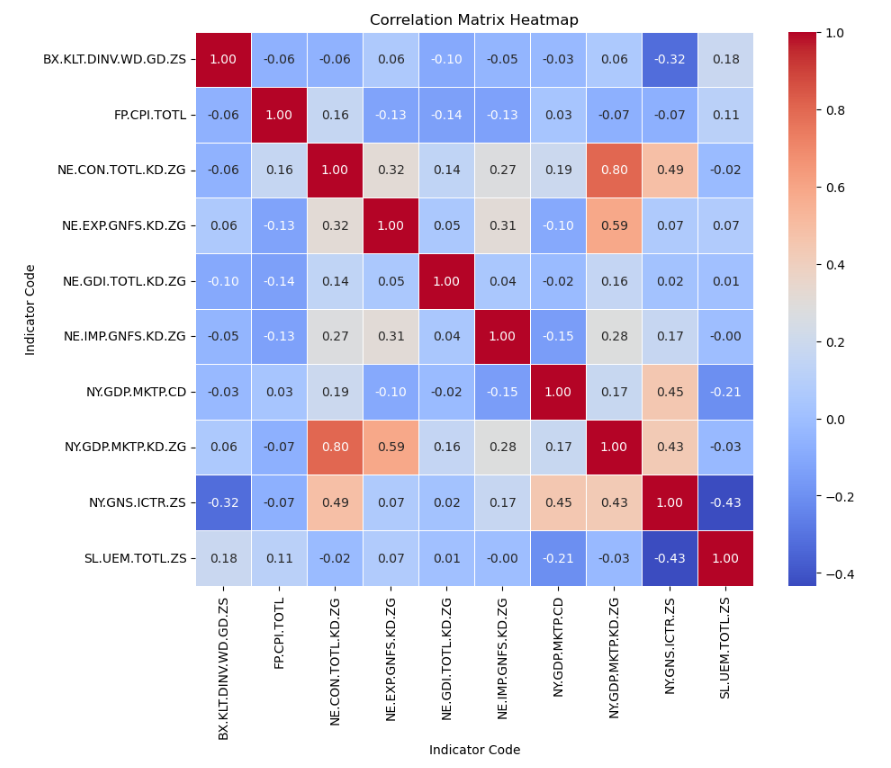 Correlation Matrix Heatmap
BX.KLT.DINV.WD.GD.ZS 1.00 -0.06 -0.06 0.06 -0.10 -0.05 -0.03 0.06 -0.32 0.18
FP.CPI.TOTL -0.06 1.00 0.16 -0.13 -0.14 -0.13 0.03 -0.07 -0.07 0.11
NE.CON.TOTL.KD.ZG -0.06 0.16 1.00 0.32 0.14 0.27 0.19 0.80 0.49 -0.02
NE.EXP.GNFS.KD.ZG 0.06 -0.13 0.32 1.00 0.05 0.31 -0.10 0.59 0.07 0.07
NE.GDI.TOTL.KD.ZG -0.10 -0.14 0.14 0.05 1.00 0.04 -0.02 0.16 0.02 0.01
NE.IMP.GNFS.KD.ZG -0.05 -0.13 0.27 0.31 0.04 1.00 -0.15 0.28 0.17 -0.00
NY.GDP.MKTP.CD -0.03 0.03 0.19 -0.10 -0.02 -0.15 1.00 0.17 0.45 -0.21
NY.GDP.MKTP.KD.ZG 0.06 -0.07 0.80 0.59 0.16 0.28 0.17 1.00 0.43 -0.03
NY.GNS.ICTR.ZS -0.32 -0.07 0.49 0.07 0.02 0.17 0.45 0.43 1.00 -0.43
SL.UEM.TOTL.ZS 0.18 0.11 -0.02 0.07 0.01 -0.00 -0.21 -0.03 -0.43 1.00
Indicator Code
BX.KLT.DINV.WD.GD.ZS
FP.CPI.TOTL
NE.CON.TOTL.KD.ZG
NE.EXP.GNFS.KD.ZG
NE.GDI.TOTL.KD.ZG
NE.IMP.GNFS.KD.ZG
NY.GDP.MKTP.CD
NY.GDP.MKTP.KD.ZG
NY.GNS.ICTR.ZS
SL.UEM.TOTL.ZS
Indicator Code
1.0
0.8
0.6
0.4
0.2
0.0
−0.2
−0.4